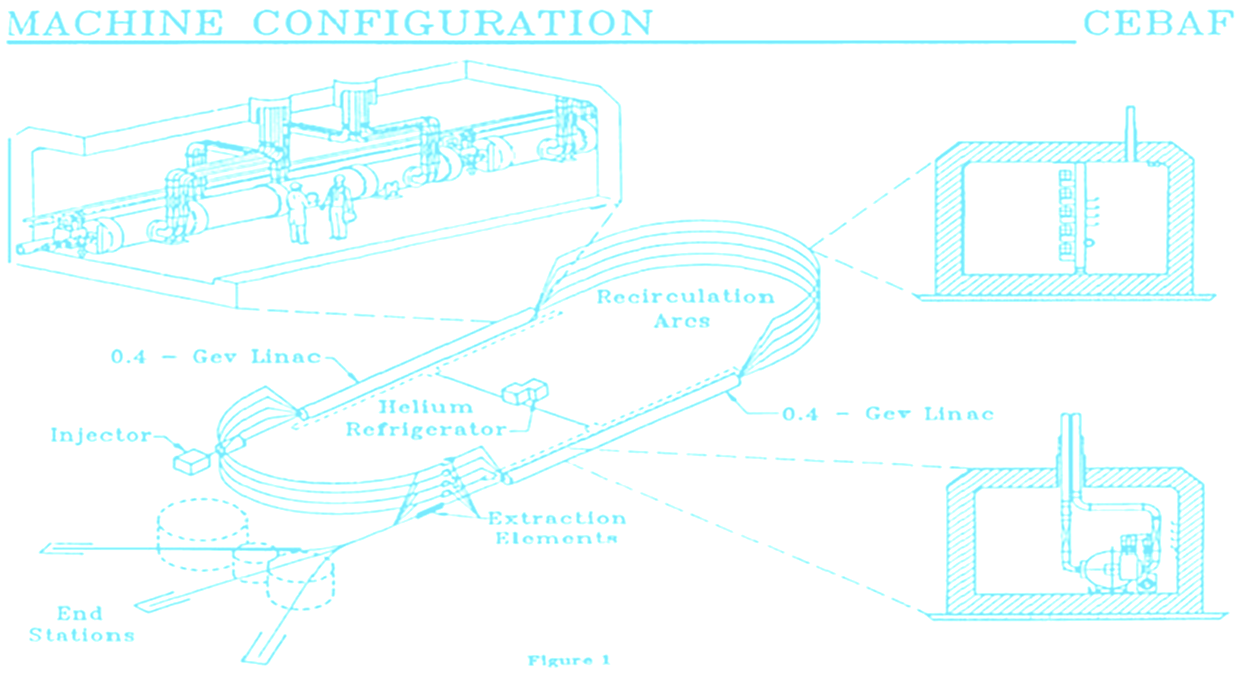 MACHINE CONFIGURATION
CEBAF
Recirculation
Arcs
0.4 - Gev Linac
Helium
Refrigerator
0.4 - Gev Linac
Injector
Extraction
Elements
End
Stations
Figure 1